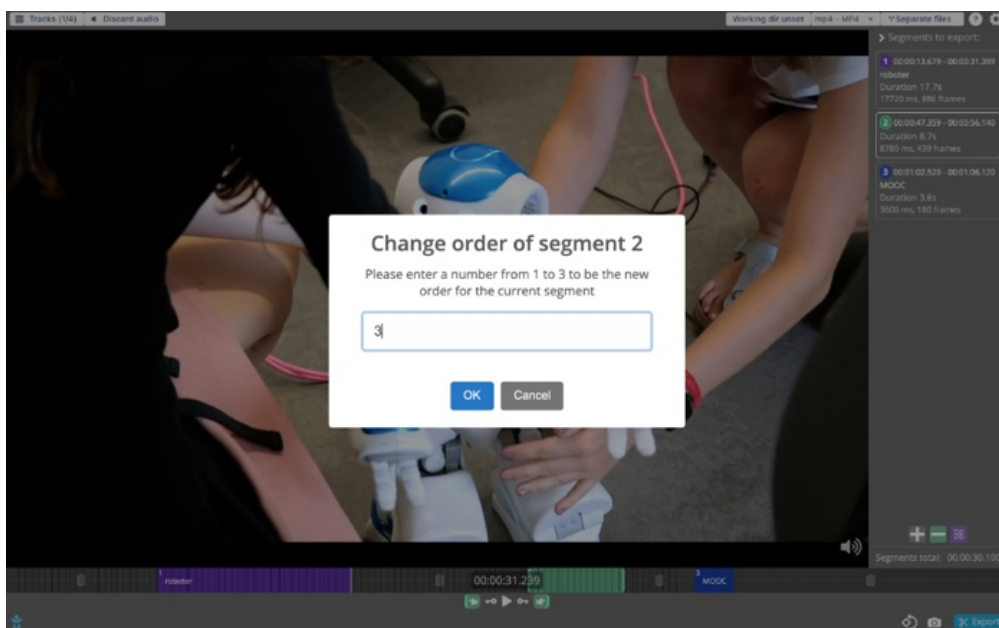 Tracks (1/4)
Discard audio
Working dir unset
mp4 - MP4
Separate files
?
Segments to export:
1 00:00:13.679 - 00:00:31.399
roboter
Duration 17.7s
17720 ms, 886 frames
2 00:00:47.359 - 00:00:56.140
Duration 8.7s
8780 ms, 439 frames
3 00:01:02.520 - 00:01:06.120
MOOC
Duration 3.6s
3600 ms, 180 frames
Change order of segment 2
Please enter a number from 1 to 3 to be the new
order for the current segment
3
OK
Cancel
Segments total: 00:00:30.100
1
roboter
00:00:31.239
3
MOOC
Export